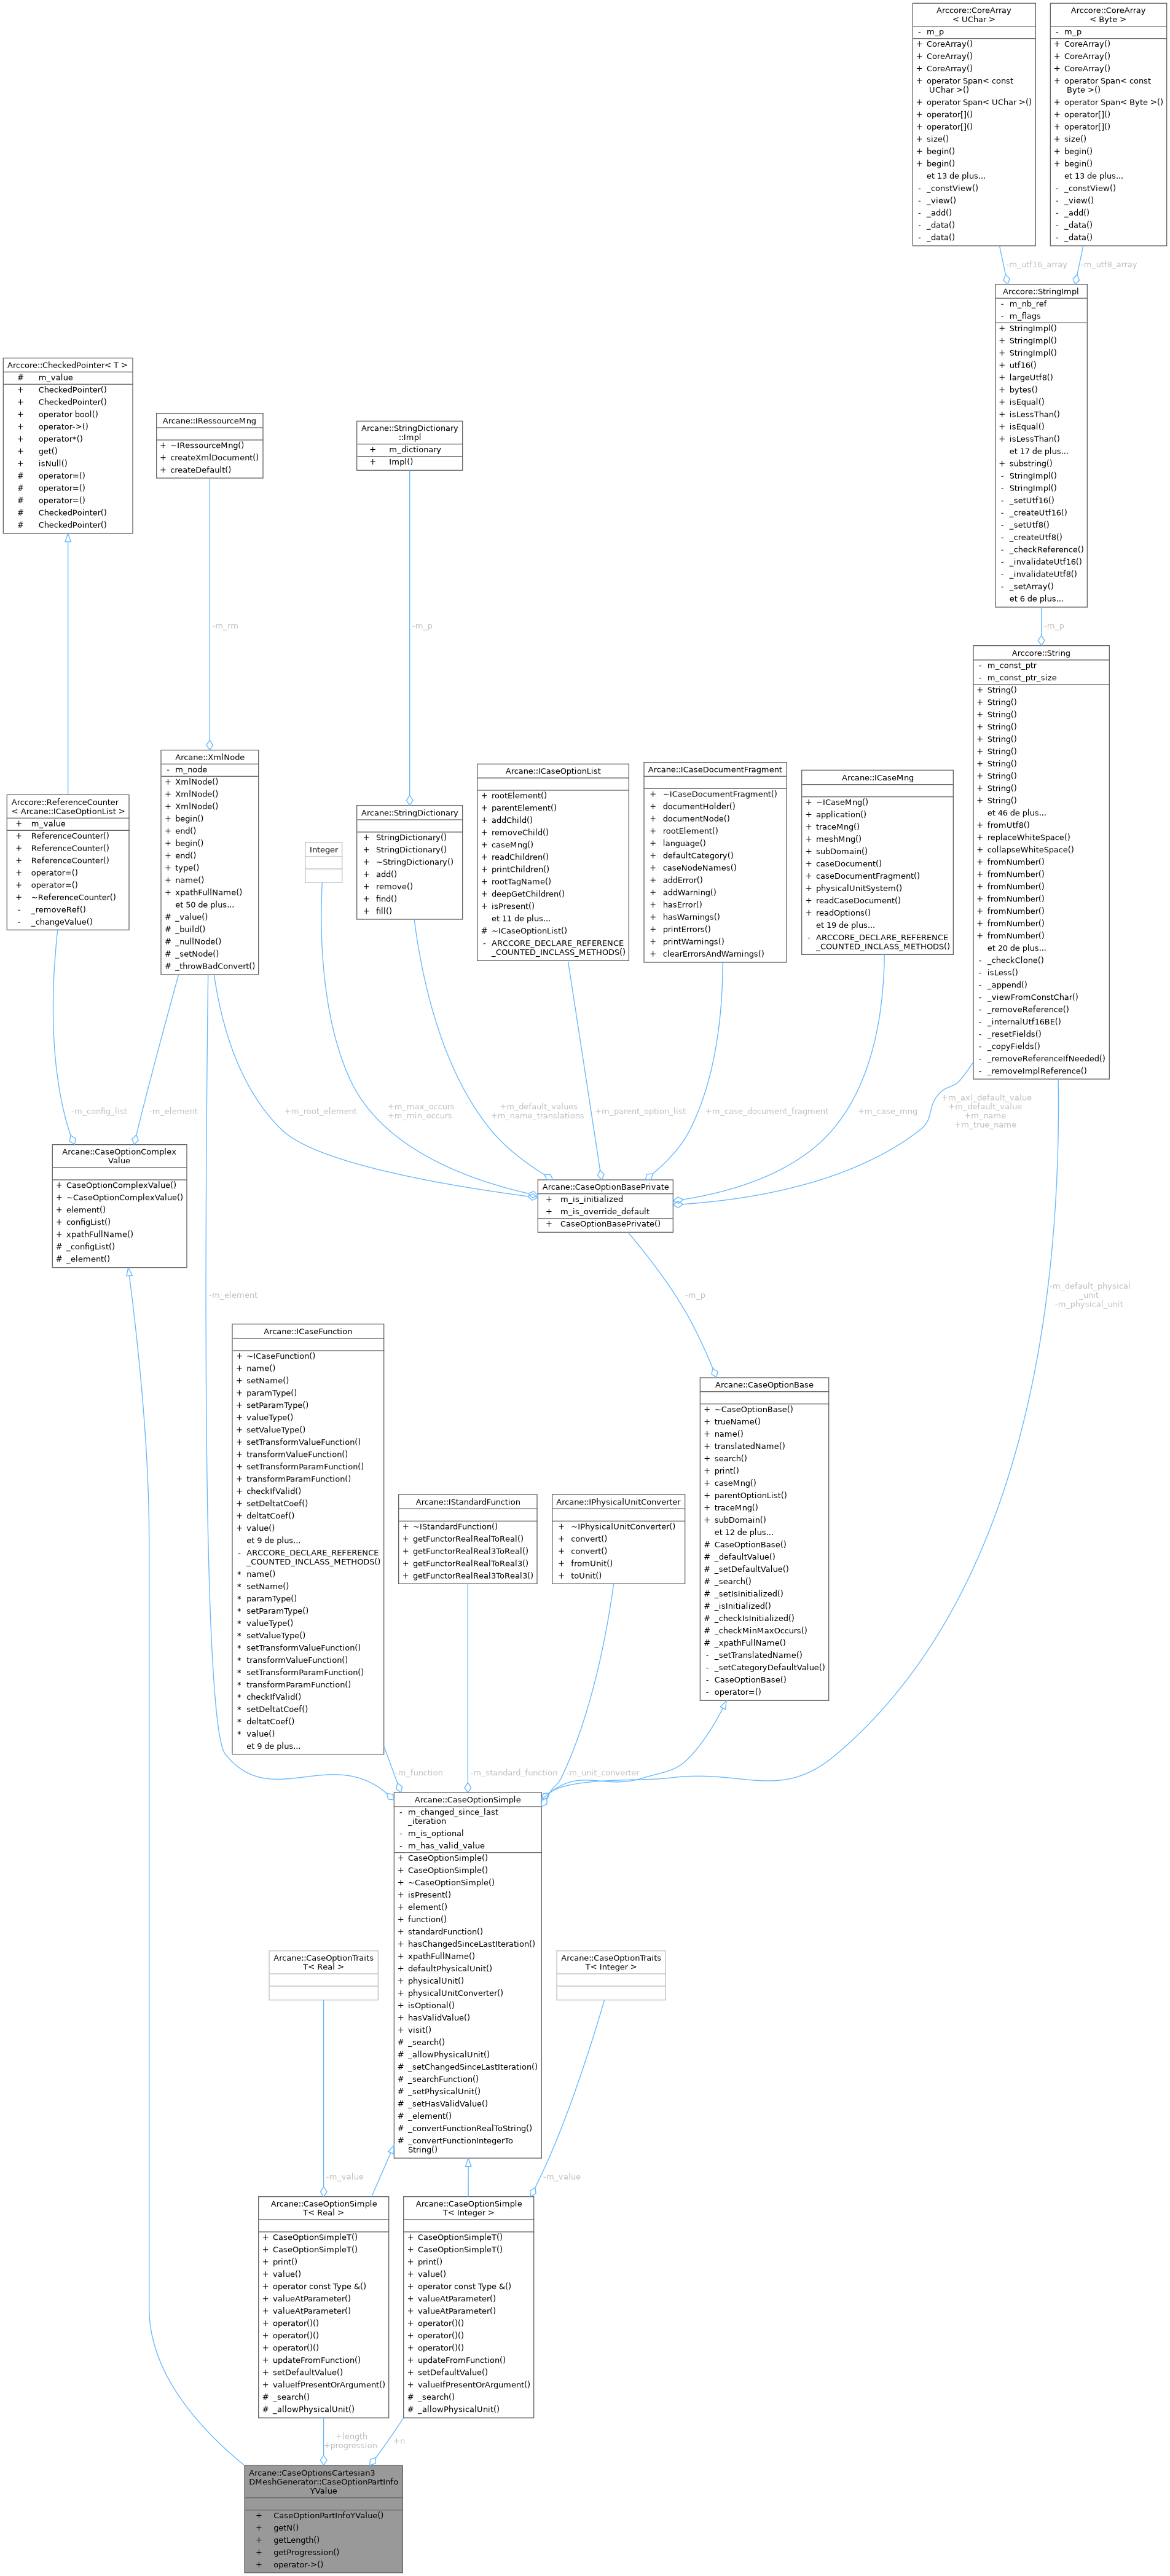 Arccore::CoreArray
< UChar >
- m_p
+ CoreArray()
+ CoreArray()
+ CoreArray()
+ operator Span< const
UChar >()
+ operator Span< UChar >()
+ operator[]()
+ operator[]()
+ size()
+ begin()
+ begin()
et 13 de plus...
- _constView()
- _view()
- _add()
- _data()
- _data()
Arccore::CoreArray
< Byte >
- m_p
+ CoreArray()
+ CoreArray()
+ CoreArray()
+ operator Span< const
Byte >()
+ operator Span< Byte >()
+ operator[]()
+ operator[]()
+ size()
+ begin()
+ begin()
et 13 de plus...
- _constView()
- _view()
- _add()
- _data()
- _data()
-m_utf16_array
-m_utf8_array
Arccore::StringImpl
- m_nb_ref
- m_flags
+ StringImpl()
+ StringImpl()
+ StringImpl()
+ utf16()
+ largeUtf8()
+ bytes()
+ isEqual()
+ isLessThan()
+ isEqual()
+ isLessThan()
et 17 de plus...
+ substring()
- StringImpl()
- StringImpl()
- _setUtf16()
- _createUtf16()
- _setUtf8()
- _createUtf8()
- _checkReference()
- _invalidateUtf16()
- _invalidateUtf8()
- _setArray()
et 6 de plus...
Arccore::CheckedPointer< T >
# m_value
+ CheckedPointer()
+ CheckedPointer()
+ operator bool()
+ operator->()
+ operator*()
+ get()
+ isNull()
# operator=()
# operator=()
# operator=()
# CheckedPointer()
# CheckedPointer()
Arcane::IRessourceMng
+ ~IRessourceMng()
+ createXmlDocument()
+ createDefault()
Arcane::StringDictionary
::Impl
+ m_dictionary
+ Impl()
-m_rm
-m_p
-m_p
Arccore::ReferenceCounter
< Arcane::ICaseOptionList >
+ m_value
+ ReferenceCounter()
+ ReferenceCounter()
+ ReferenceCounter()
+ operator=()
+ operator=()
+ ~ReferenceCounter()
- _removeRef()
- _changeValue()
Arcane::XmlNode
- m_node
+ XmlNode()
+ XmlNode()
+ XmlNode()
+ begin()
+ end()
+ begin()
+ end()
+ type()
+ name()
+ xpathFullName()
et 50 de plus...
# _value()
# _build()
# _nullNode()
# _setNode()
# _throwBadConvert()
Integer
Arcane::StringDictionary
+ StringDictionary()
+ StringDictionary()
+ ~StringDictionary()
+ add()
+ remove()
+ find()
+ fill()
Arcane::ICaseOptionList
+ rootElement()
+ parentElement()
+ addChild()
+ removeChild()
+ caseMng()
+ readChildren()
+ printChildren()
+ rootTagName()
+ deepGetChildren()
+ isPresent()
et 11 de plus...
# ~ICaseOptionList()
- ARCCORE_DECLARE_REFERENCE
_COUNTED_INCLASS_METHODS()
Arcane::ICaseDocumentFragment
+ ~ICaseDocumentFragment()
+ documentHolder()
+ documentNode()
+ rootElement()
+ language()
+ defaultCategory()
+ caseNodeNames()
+ addError()
+ addWarning()
+ hasError()
+ hasWarnings()
+ printErrors()
+ printWarnings()
+ clearErrorsAndWarnings()
Arcane::ICaseMng
+ ~ICaseMng()
+ application()
+ traceMng()
+ meshMng()
+ subDomain()
+ caseDocument()
+ caseDocumentFragment()
+ physicalUnitSystem()
+ readCaseDocument()
+ readOptions()
et 19 de plus...
- ARCCORE_DECLARE_REFERENCE
_COUNTED_INCLASS_METHODS()
Arccore::String
- m_const_ptr
- m_const_ptr_size
+ String()
+ String()
+ String()
+ String()
+ String()
+ String()
+ String()
+ String()
+ String()
+ String()
et 46 de plus...
+ fromUtf8()
+ replaceWhiteSpace()
+ collapseWhiteSpace()
+ fromNumber()
+ fromNumber()
+ fromNumber()
+ fromNumber()
+ fromNumber()
+ fromNumber()
+ fromNumber()
et 20 de plus...
- _checkClone()
- isLess()
- _append()
- _viewFromConstChar()
- _removeReference()
- _internalUtf16BE()
- _resetFields()
- _copyFields()
- _removeReferenceIfNeeded()
- _removeImplReference()
-m_config_list
-m_element
+m_root_element
+m_max_occurs
+m_min_occurs
+m_default_values
+m_name_translations
+m_parent_option_list
+m_case_document_fragment
+m_case_mng
+m_axl_default_value
+m_default_value
+m_name
+m_true_name
Arcane::CaseOptionComplex
Value
+ CaseOptionComplexValue()
+ ~CaseOptionComplexValue()
+ element()
+ configList()
+ xpathFullName()
# _configList()
# _element()
Arcane::CaseOptionBasePrivate
+ m_is_initialized
+ m_is_override_default
+ CaseOptionBasePrivate()
-m_element
-m_p
-m_default_physical
_unit
-m_physical_unit
Arcane::ICaseFunction
+ ~ICaseFunction()
+ name()
+ setName()
+ paramType()
+ setParamType()
+ valueType()
+ setValueType()
+ setTransformValueFunction()
+ transformValueFunction()
+ setTransformParamFunction()
+ transformParamFunction()
+ checkIfValid()
+ setDeltatCoef()
+ deltatCoef()
+ value()
et 9 de plus...
- ARCCORE_DECLARE_REFERENCE
_COUNTED_INCLASS_METHODS()
* name()
* setName()
* paramType()
* setParamType()
* valueType()
* setValueType()
* setTransformValueFunction()
* transformValueFunction()
* setTransformParamFunction()
* transformParamFunction()
* checkIfValid()
* setDeltatCoef()
* deltatCoef()
* value()
et 9 de plus...
Arcane::IStandardFunction
+ ~IStandardFunction()
+ getFunctorRealRealToReal()
+ getFunctorRealReal3ToReal()
+ getFunctorRealRealToReal3()
+ getFunctorRealReal3ToReal3()
Arcane::IPhysicalUnitConverter
+ ~IPhysicalUnitConverter()
+ convert()
+ convert()
+ fromUnit()
+ toUnit()
Arcane::CaseOptionBase
+ ~CaseOptionBase()
+ trueName()
+ name()
+ translatedName()
+ search()
+ print()
+ caseMng()
+ parentOptionList()
+ traceMng()
+ subDomain()
et 12 de plus...
# CaseOptionBase()
# _defaultValue()
# _setDefaultValue()
# _search()
# _setIsInitialized()
# _isInitialized()
# _checkIsInitialized()
# _checkMinMaxOccurs()
# _xpathFullName()
- _setTranslatedName()
- _setCategoryDefaultValue()
- CaseOptionBase()
- operator=()
-m_function
-m_standard_function
-m_unit_converter
Arcane::CaseOptionSimple
- m_changed_since_last
_iteration
- m_is_optional
- m_has_valid_value
+ CaseOptionSimple()
+ CaseOptionSimple()
+ ~CaseOptionSimple()
+ isPresent()
+ element()
+ function()
+ standardFunction()
+ hasChangedSinceLastIteration()
+ xpathFullName()
+ defaultPhysicalUnit()
+ physicalUnit()
+ physicalUnitConverter()
+ isOptional()
+ hasValidValue()
+ visit()
# _search()
# _allowPhysicalUnit()
# _setChangedSinceLastIteration()
# _searchFunction()
# _setPhysicalUnit()
# _setHasValidValue()
# _element()
# _convertFunctionRealToString()
# _convertFunctionIntegerTo
String()
Arcane::CaseOptionTraits
T< Real >
Arcane::CaseOptionTraits
T< Integer >
-m_value
-m_value
Arcane::CaseOptionSimple
T< Real >
+ CaseOptionSimpleT()
+ CaseOptionSimpleT()
+ print()
+ value()
+ operator const Type &()
+ valueAtParameter()
+ valueAtParameter()
+ operator()()
+ operator()()
+ operator()()
+ updateFromFunction()
+ setDefaultValue()
+ valueIfPresentOrArgument()
# _search()
# _allowPhysicalUnit()
Arcane::CaseOptionSimple
T< Integer >
+ CaseOptionSimpleT()
+ CaseOptionSimpleT()
+ print()
+ value()
+ operator const Type &()
+ valueAtParameter()
+ valueAtParameter()
+ operator()()
+ operator()()
+ operator()()
+ updateFromFunction()
+ setDefaultValue()
+ valueIfPresentOrArgument()
# _search()
# _allowPhysicalUnit()
+length
+progression
+n
Arcane::CaseOptionsCartesian3
DMeshGenerator::CaseOptionPartInfo
YValue
+ CaseOptionPartInfoYValue()
+ getN()
+ getLength()
+ getProgression()
+ operator->()